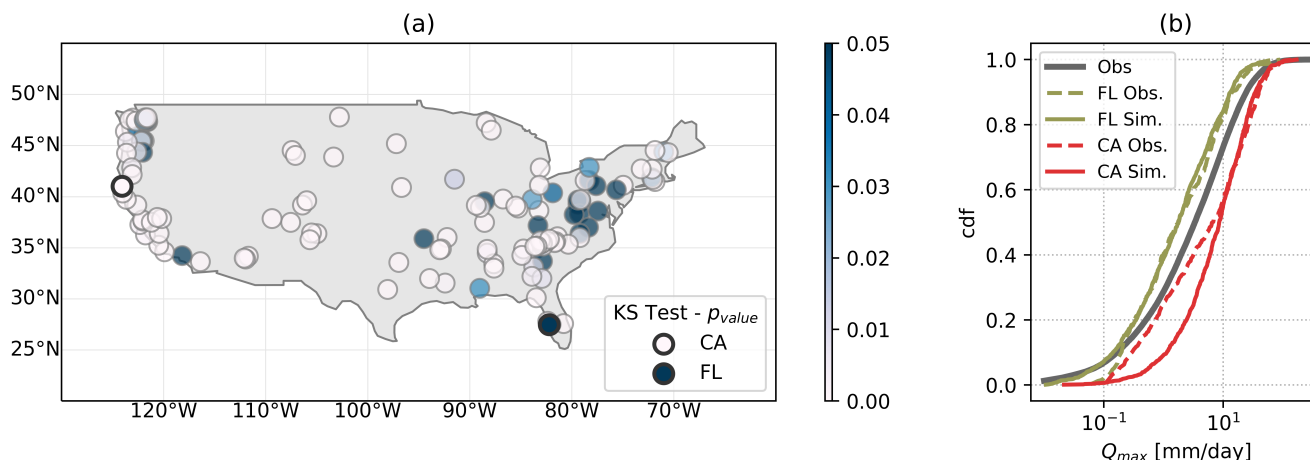 (a)
50°N
45°N
40°N
35°N
30°N
25°N
120°W 110°W 100°W 90°W 80°W 70°W
KS Test - p_value
CA
FL
0.05
0.04
0.03
0.02
0.01
0.00
(b)
cdf
1.0
0.8
0.6
0.4
0.2
0.0
Obs
FL Obs.
FL Sim.
CA Obs.
CA Sim.
10⁻¹ 10¹
Q_max [mm/day]